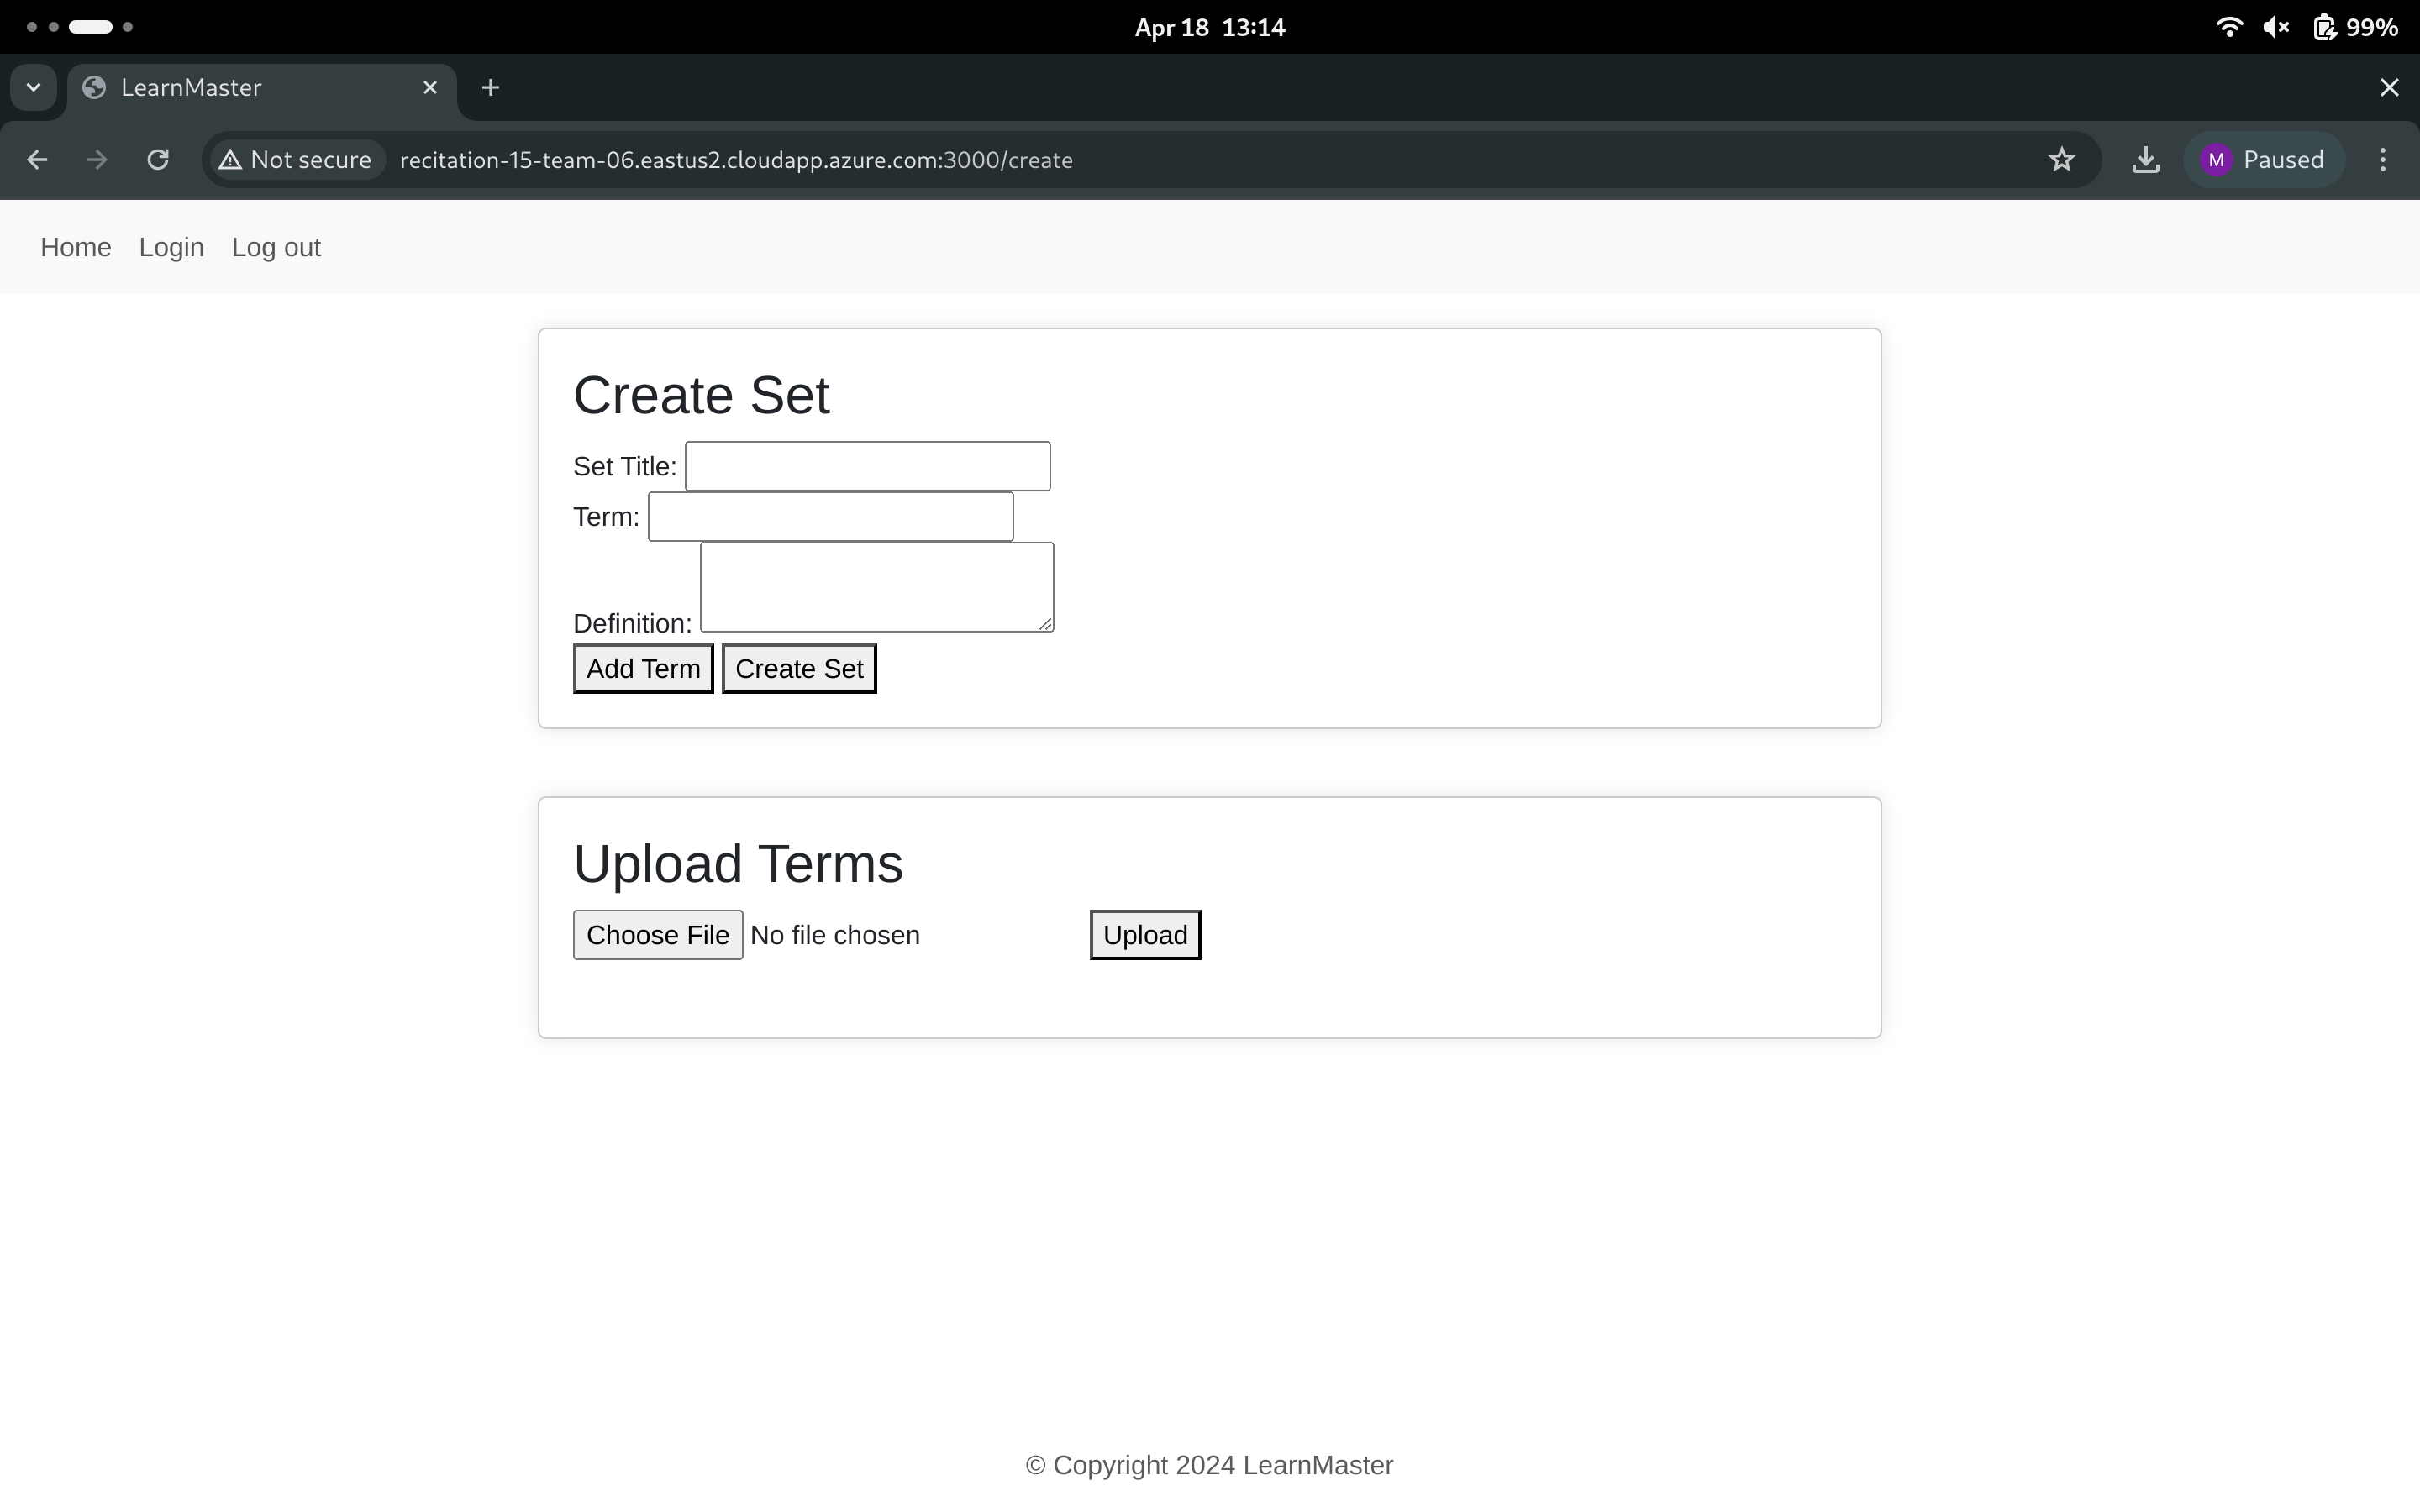 Apr 18 13:14
99%
LearnMaster
Not secure
recitation-15-team-06.eastus2.cloudapp.azure.com:3000/create
M
Paused
Home
Login
Log out
Create Set
Set Title:
Term:
Definition:
Add Term
Create Set
Upload Terms
Choose File
No file chosen
Upload
© Copyright 2024 LearnMaster